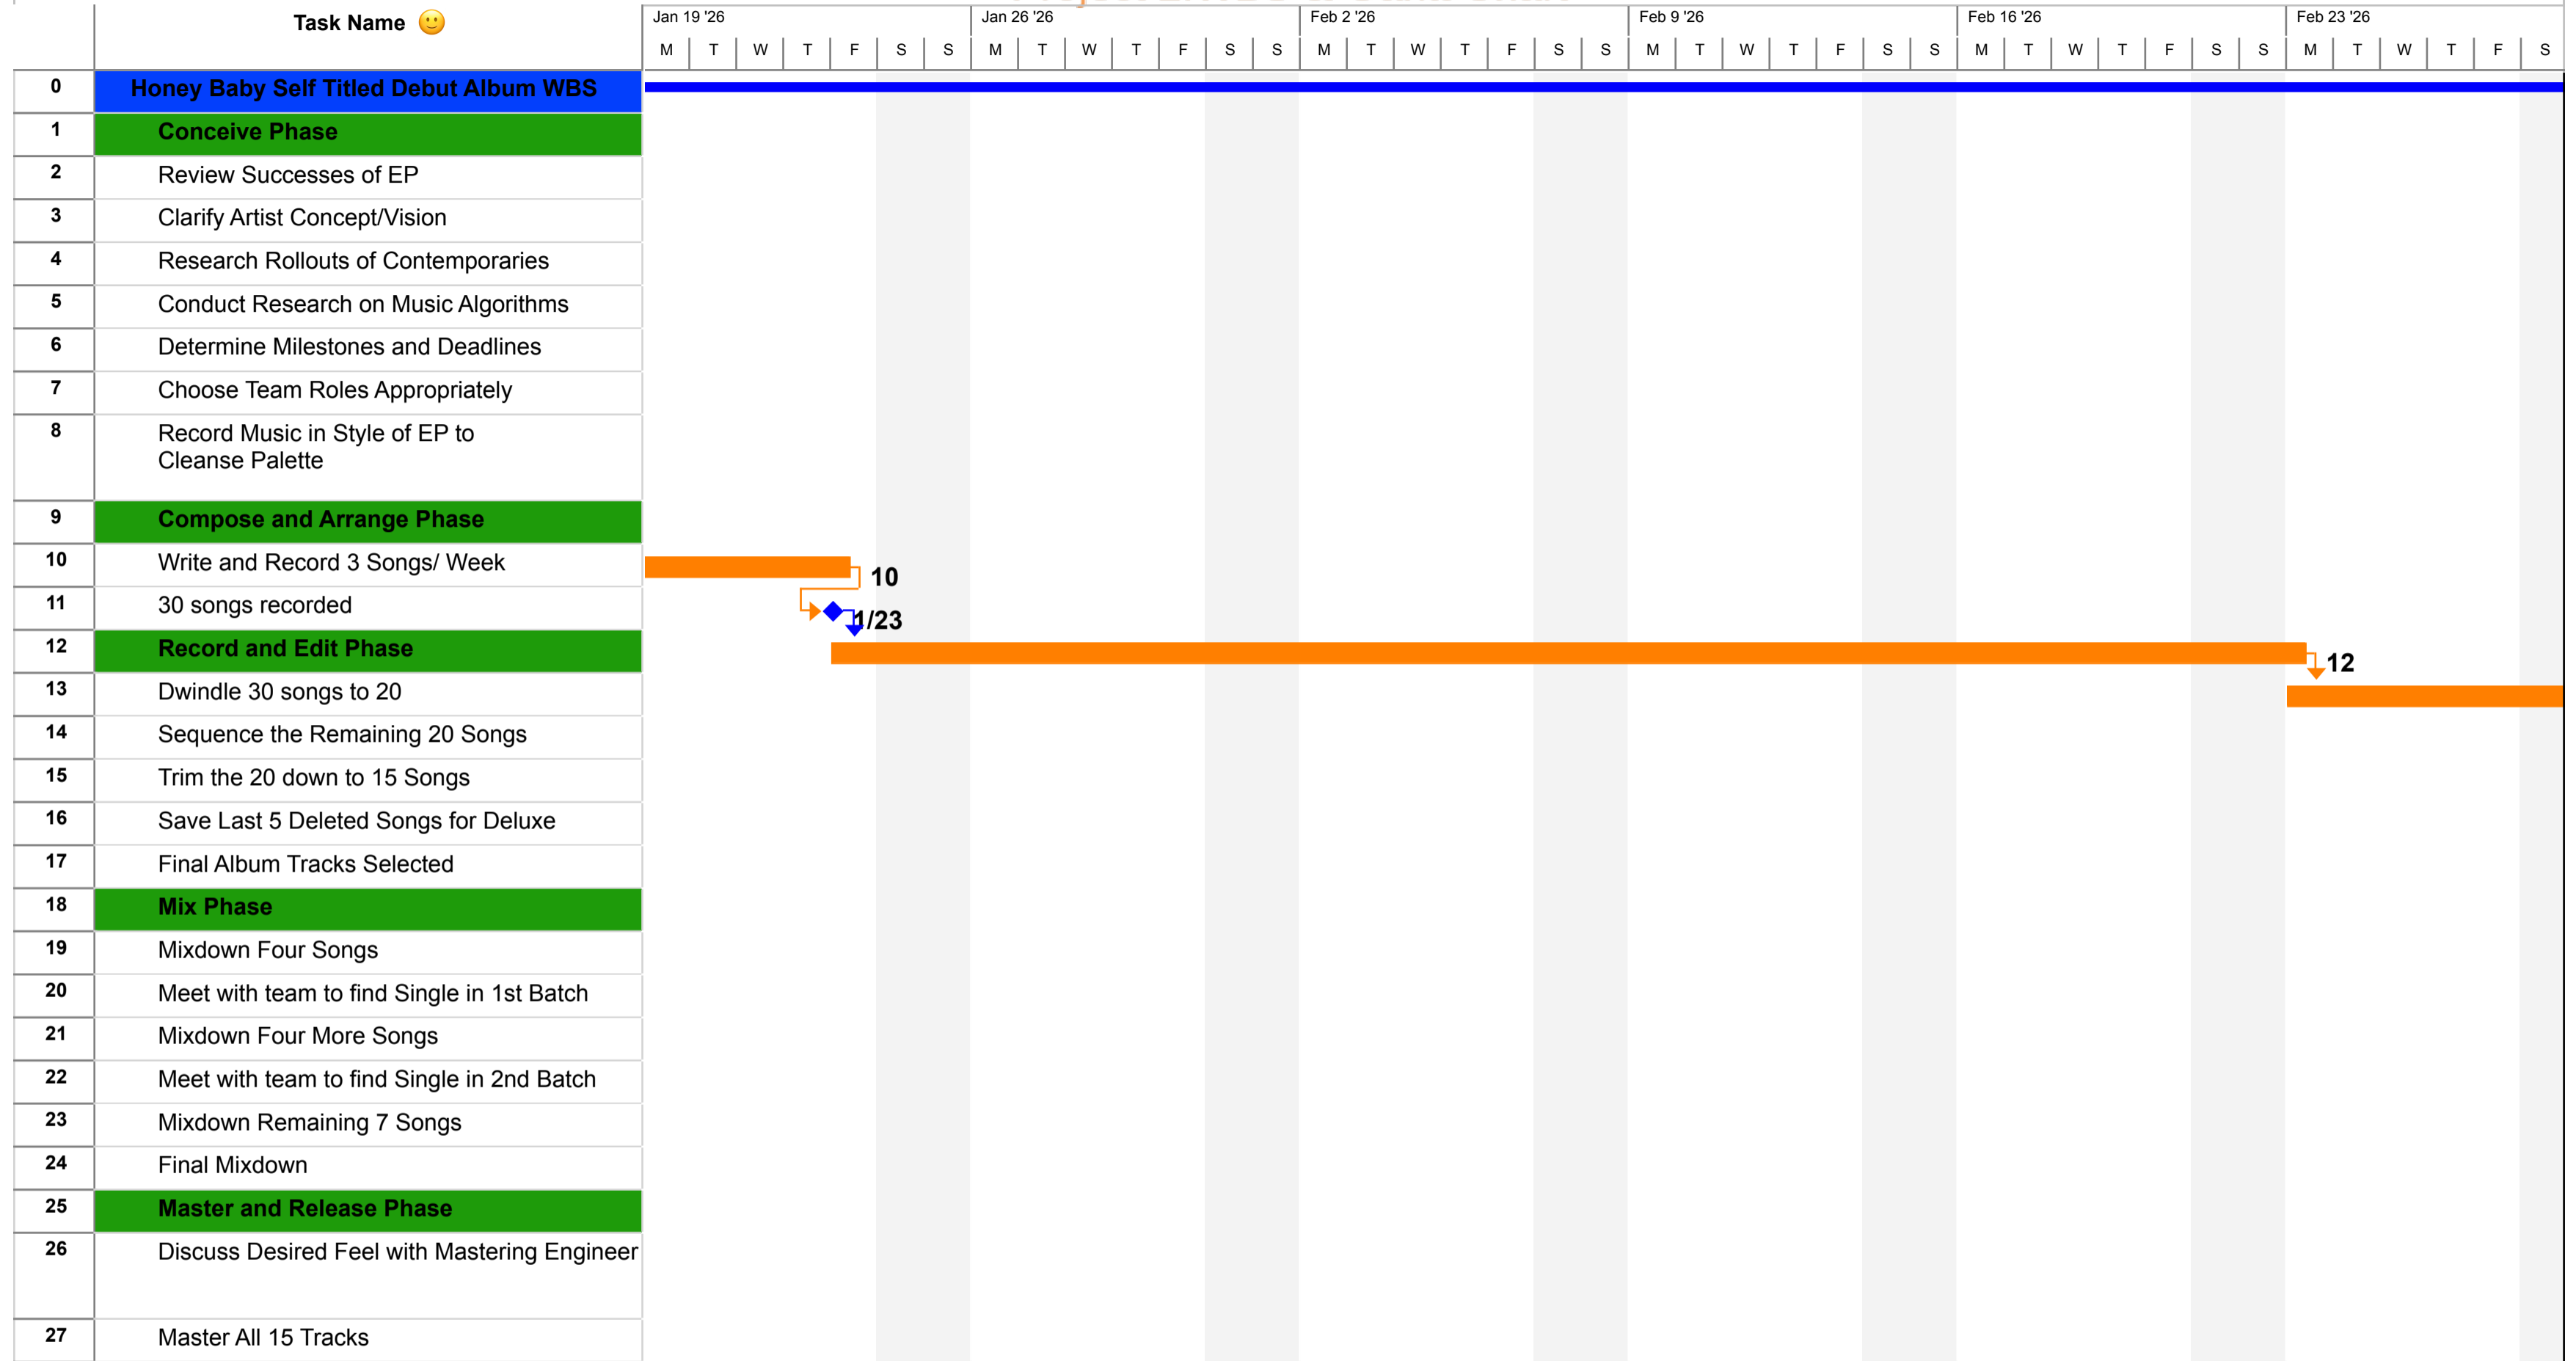 Task Name 🙂
Jan 19 '26 Jan 26 '26 Feb 2 '26 Feb 9 '26 Feb 16 '26 Feb 23 '26
M T W T F S S M T W T F S S M T W T F S S M T W T F S S M T W T F S S M T W T F S
0 Honey Baby Self Titled Debut Album WBS
1 Conceive Phase
2 Review Successes of EP
3 Clarify Artist Concept/Vision
4 Research Rollouts of Contemporaries
5 Conduct Research on Music Algorithms
6 Determine Milestones and Deadlines
7 Choose Team Roles Appropriately
8 Record Music in Style of EP to
Cleanse Palette
9 Compose and Arrange Phase
10 Write and Record 3 Songs/ Week 10
11 30 songs recorded 1/23
12 Record and Edit Phase 12
13 Dwindle 30 songs to 20
14 Sequence the Remaining 20 Songs
15 Trim the 20 down to 15 Songs
16 Save Last 5 Deleted Songs for Deluxe
17 Final Album Tracks Selected
18 Mix Phase
19 Mixdown Four Songs
20 Meet with team to find Single in 1st Batch
21 Mixdown Four More Songs
22 Meet with team to find Single in 2nd Batch
23 Mixdown Remaining 7 Songs
24 Final Mixdown
25 Master and Release Phase
26 Discuss Desired Feel with Mastering Engineer
27 Master All 15 Tracks